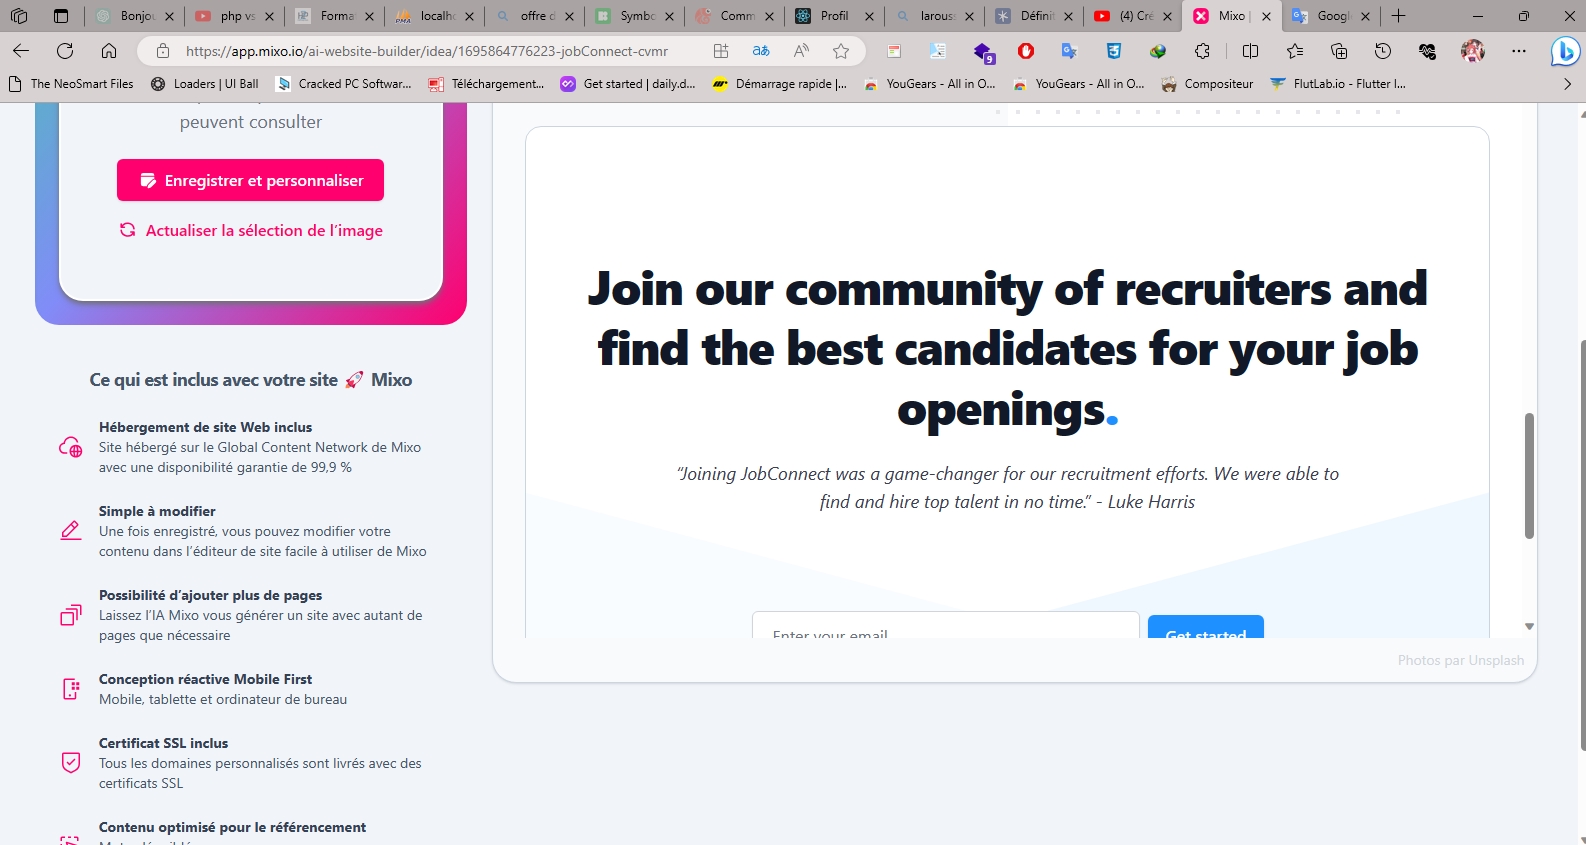 Bonjou
php vs
Forma
localho
offre d
Symbo
Comm
Profil
larouss
Définit
(4) Cré
Mixo |
Googl
https://app.mixo.io/ai-website-builder/idea/1695864776223-jobConnect-cvmr
9
The NeoSmart Files
Loaders | UI Ball
Cracked PC Softwar...
Téléchargement...
Get started | daily.d...
Démarrage rapide |...
YouGears - All in O...
YouGears - All in O...
Compositeur
FlutLab.io - Flutter I...
peuvent consulter
Enregistrer et personnaliser
Actualiser la sélection de l'image
Ce qui est inclus avec votre site 🚀 Mixo
Hébergement de site Web inclus
Site hébergé sur le Global Content Network de Mixo
avec une disponibilité garantie de 99,9 %
Simple à modifier
Une fois enregistré, vous pouvez modifier votre
contenu dans l'éditeur de site facile à utiliser de Mixo
Possibilité d'ajouter plus de pages
Laissez l'IA Mixo vous générer un site avec autant de
pages que nécessaire
Conception réactive Mobile First
Mobile, tablette et ordinateur de bureau
Certificat SSL inclus
Tous les domaines personnalisés sont livrés avec des
certificats SSL
Contenu optimisé pour le référencement
Join our community of recruiters and
find the best candidates for your job
openings.
“Joining JobConnect was a game-changer for our recruitment efforts. We were able to
find and hire top talent in no time.” - Luke Harris
Enter your email
Get started
Photos par Unsplash